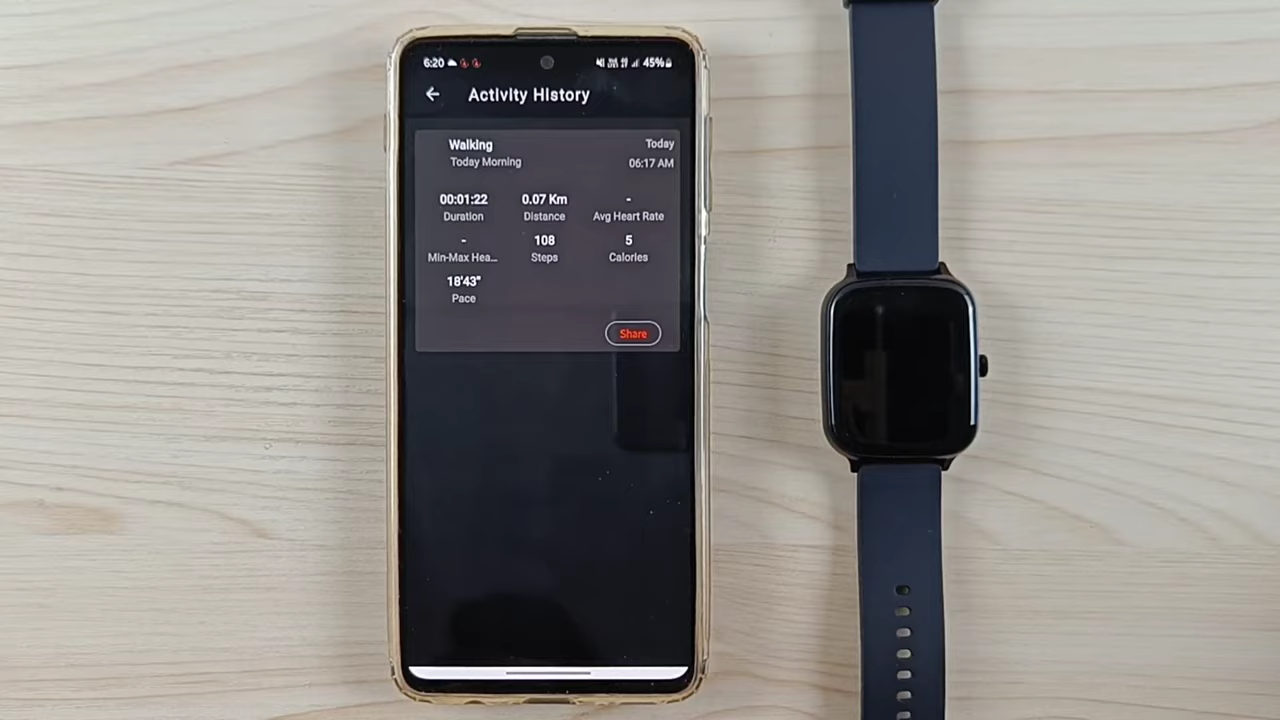 6:20
45%
Activity History
Walking
Today
Today Morning
06:17 AM
00:01:22
0.07 Km
-
Duration
Distance
Avg Heart Rate
-
108
5
Min-Max Hea...
Steps
Calories
18'43"
Pace
Share